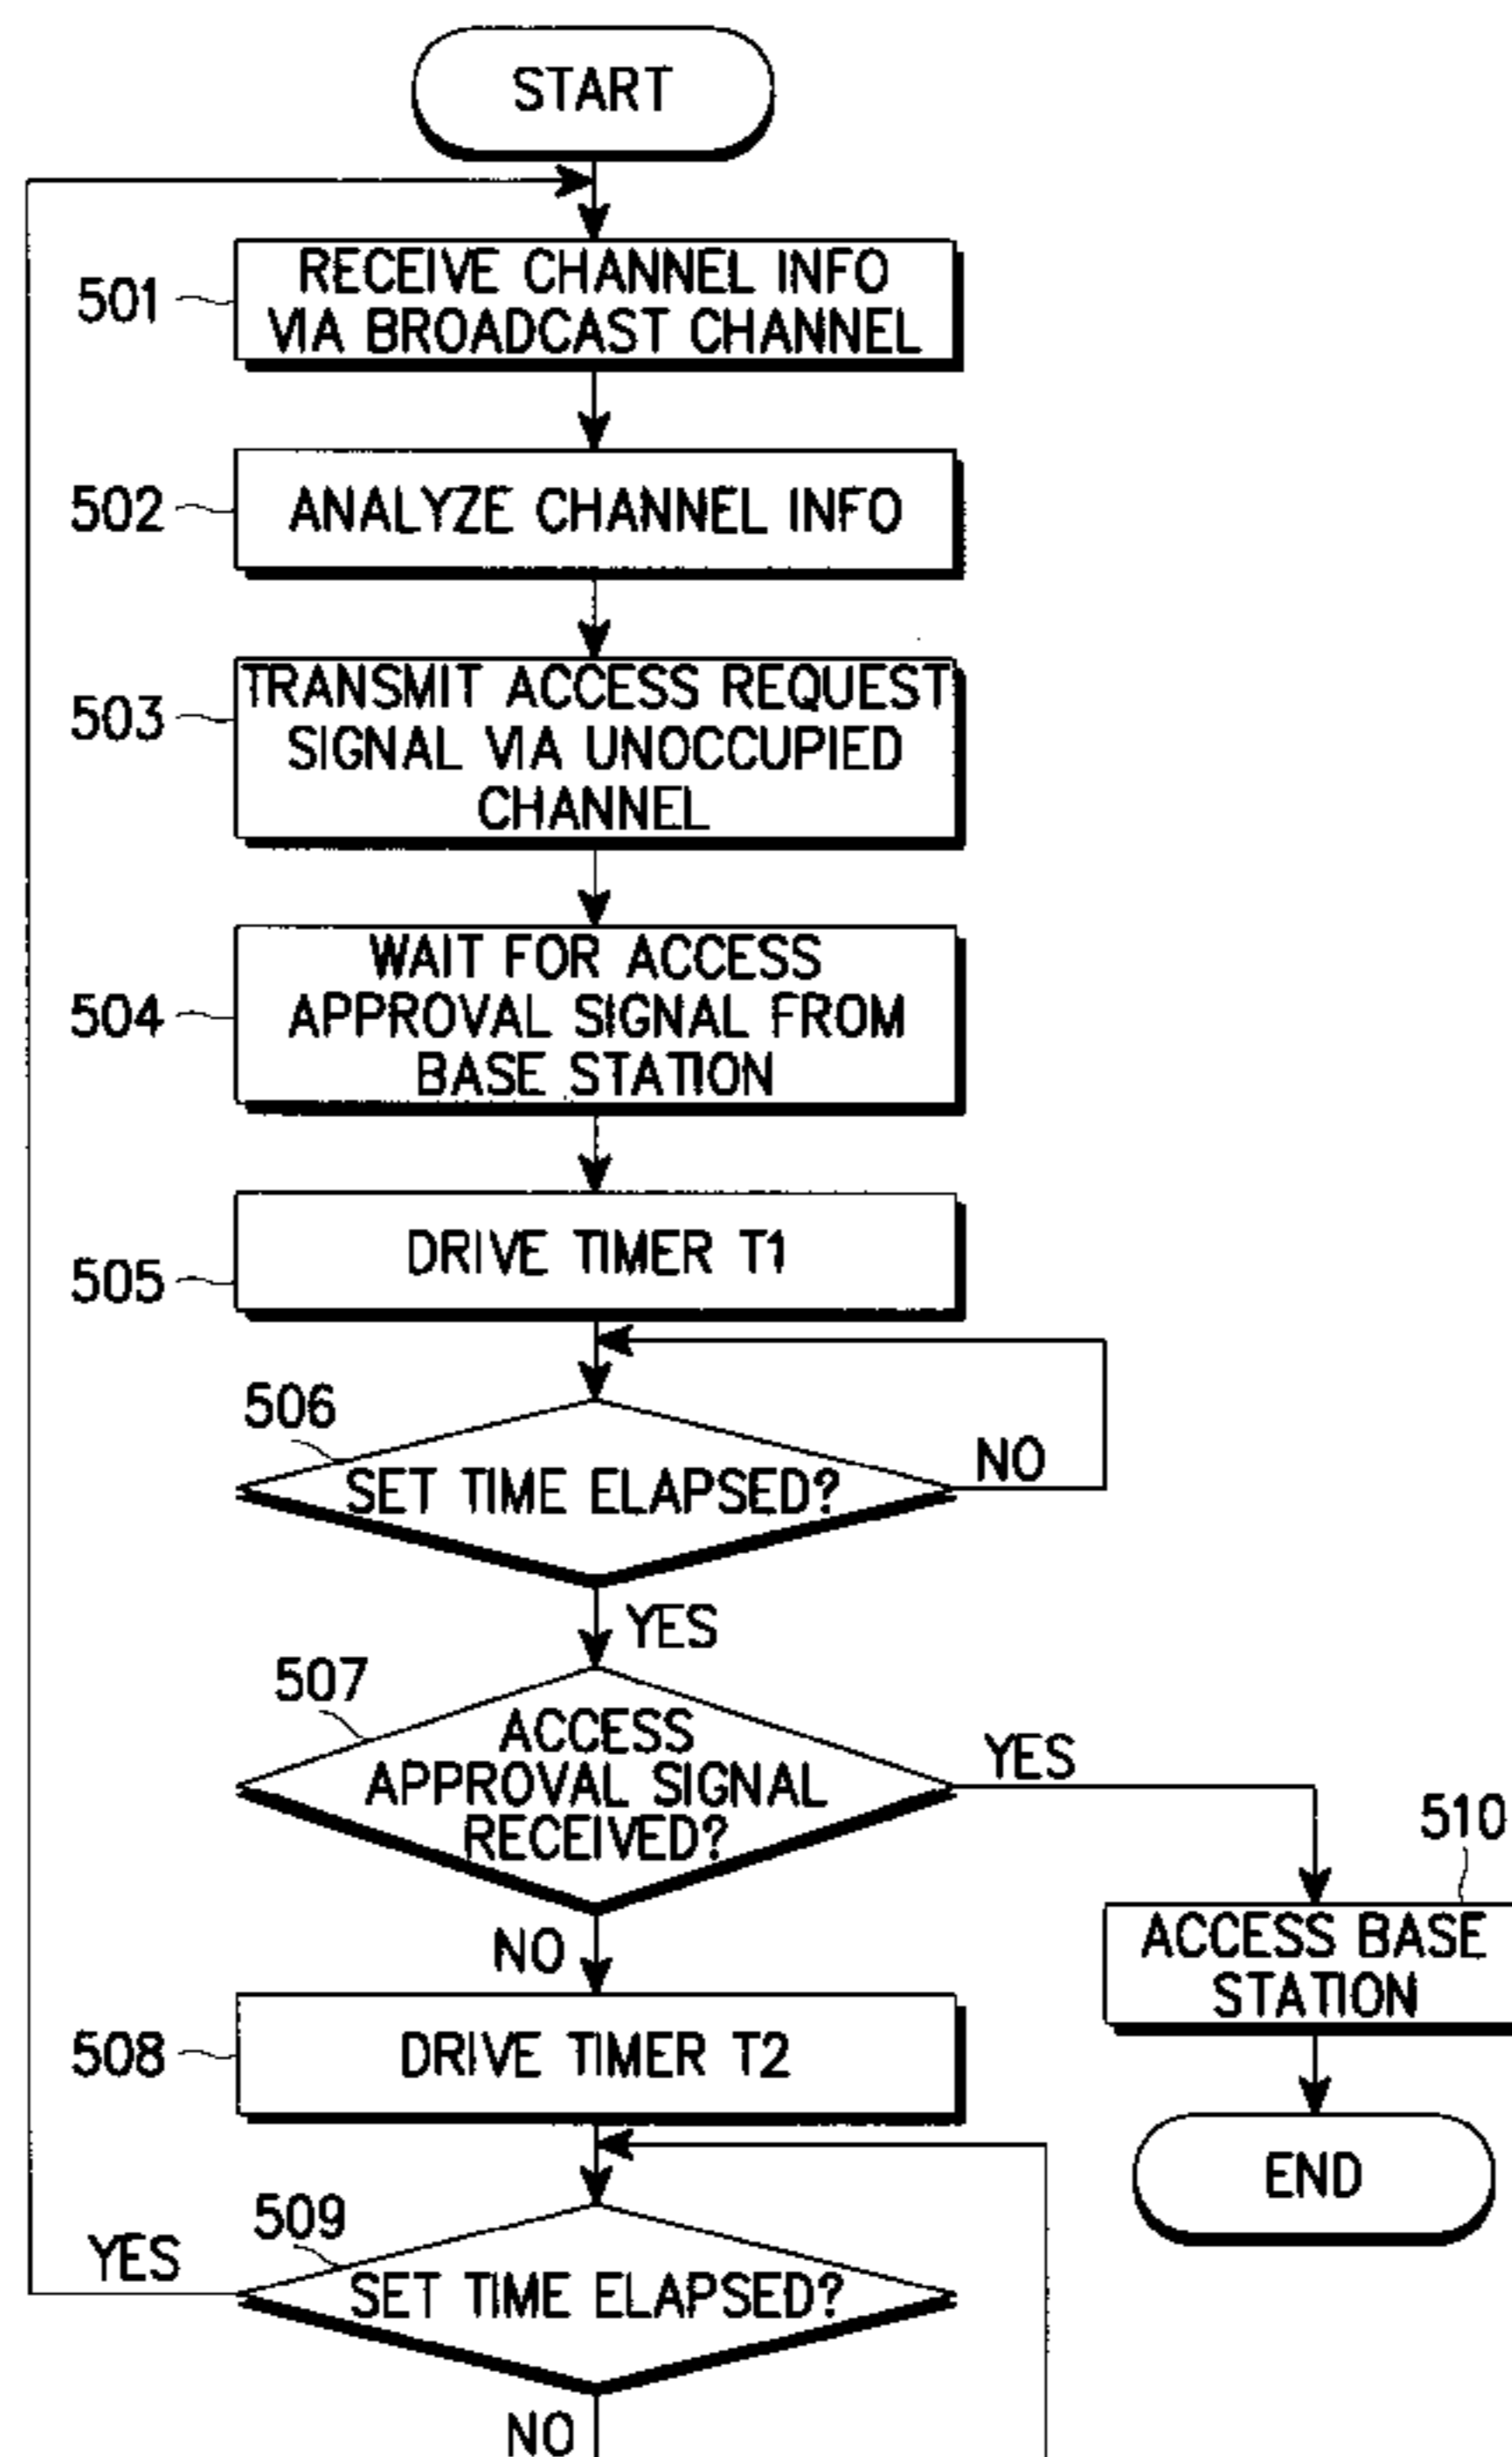 START
501
RECEIVE CHANNEL INFO
VIA BROADCAST CHANNEL
502
ANALYZE CHANNEL INFO
503
TRANSMIT ACCESS REQUEST
SIGNAL VIA UNOCCUPIED
CHANNEL
504
WAIT FOR ACCESS
APPROVAL SIGNAL FROM
BASE STATION
505
DRIVE TIMER T1
506
SET TIME ELAPSED?
NO
YES
507
ACCESS
APPROVAL SIGNAL
RECEIVED?
YES
510
ACCESS BASE
STATION
NO
508
DRIVE TIMER T2
END
509
YES
SET TIME ELAPSED?
NO